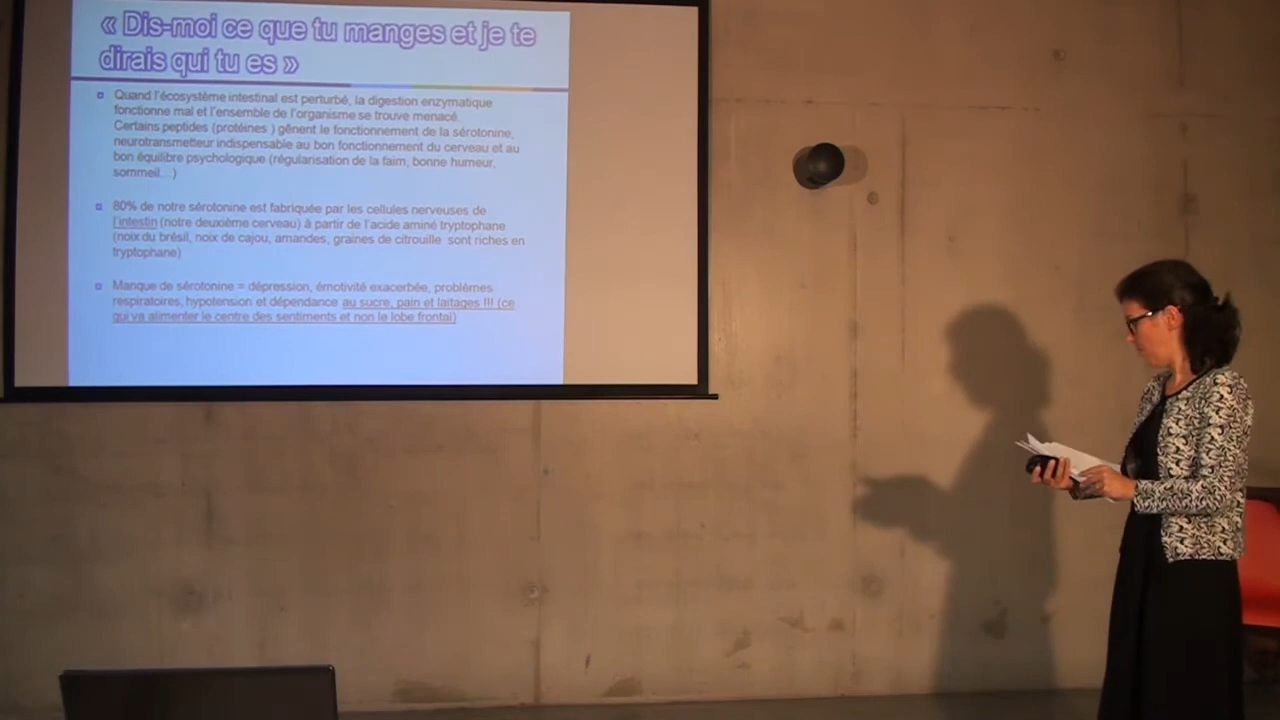 « Dis-moi ce que tu manges et je te
dirais qui tu es »
Quand l'écosystème intestinal est perturbé, la digestion enzymatique
fonctionne mal et l'ensemble de l'organisme se trouve menacé.
Certains peptides (protéines ) gênent le fonctionnement de la sérotonine,
neurotransmetteur indispensable au bon fonctionement du cerveau et au
bon équilibre psychologique (régularisation de la faim, bonne humeur,
sommeil...)
80% de notre sérotonine est fabriquée par les cellules nerveuses de
l'intestin (notre deuxième cerveau) à partir de l'acide aminé tryptophane
(noix du brésil, noix de cajou, amandes, graines de citrouille sont riches en
tryptophane)
Manque de sérotonine = dépression, émotivité exacerbée, problèmes
respiratoires, hypotension et dépendance au sucre, pain et laitages !!! (ce
qui va alimenter le centre des sentiments et non le lobe frontal)